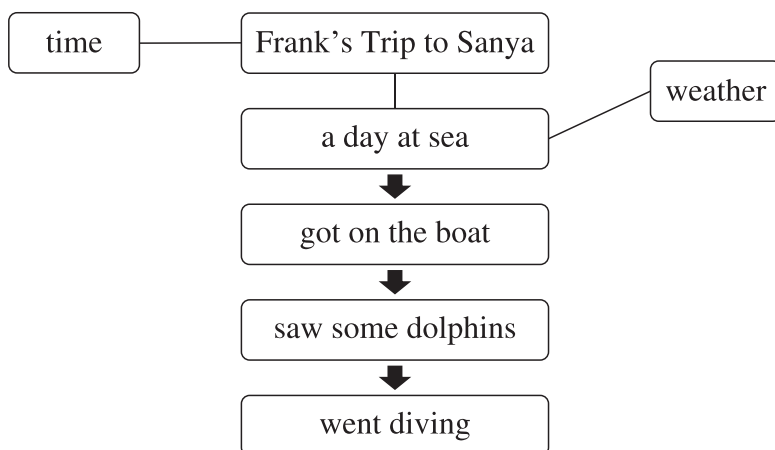 time
Frank’s Trip to Sanya
weather
a day at sea
got on the boat
saw some dolphins
went diving